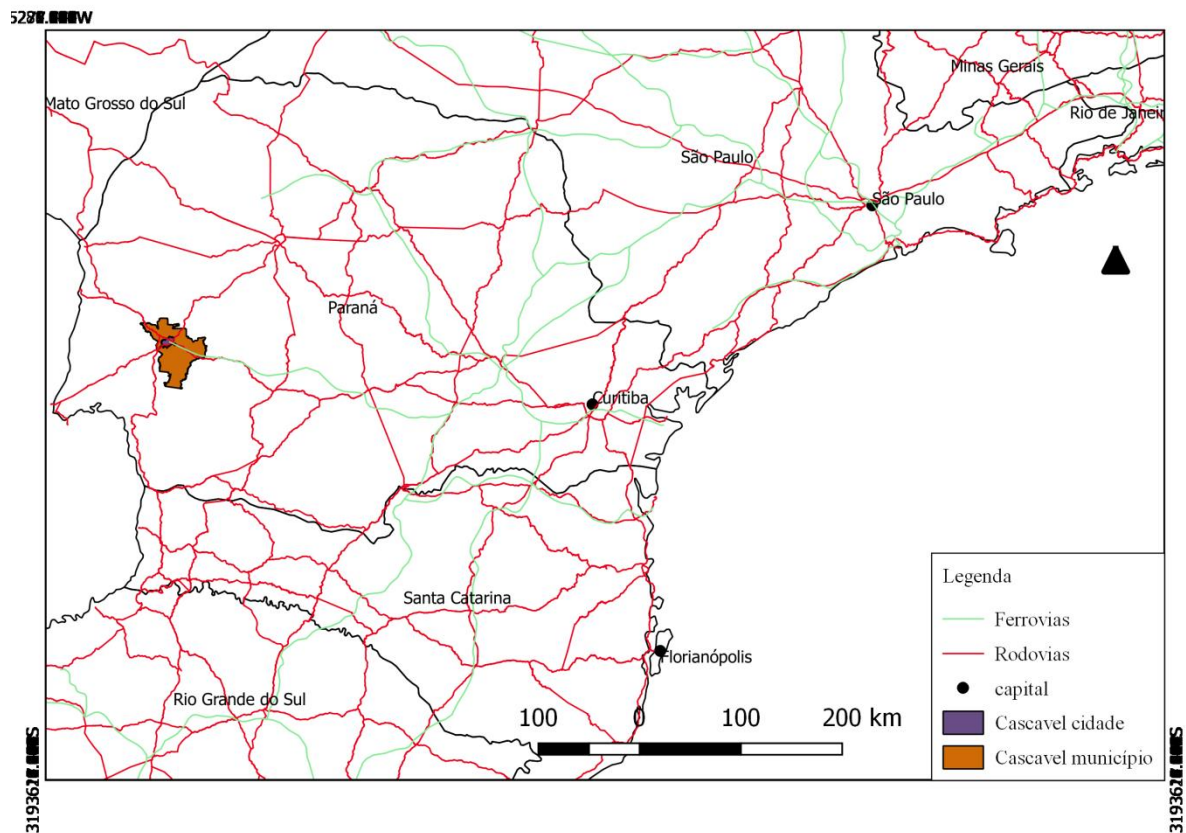 Minas Gerais
Mato Grosso do Sul
Rio de Janeir
São Paulo
São Paulo
Paraná
Curitiba
Santa Catarina
Florianópolis
Rio Grande do Sul
100 0 100 200 km
Legenda
Ferrovias
Rodovias
capital
Cascavel cidade
Cascavel município